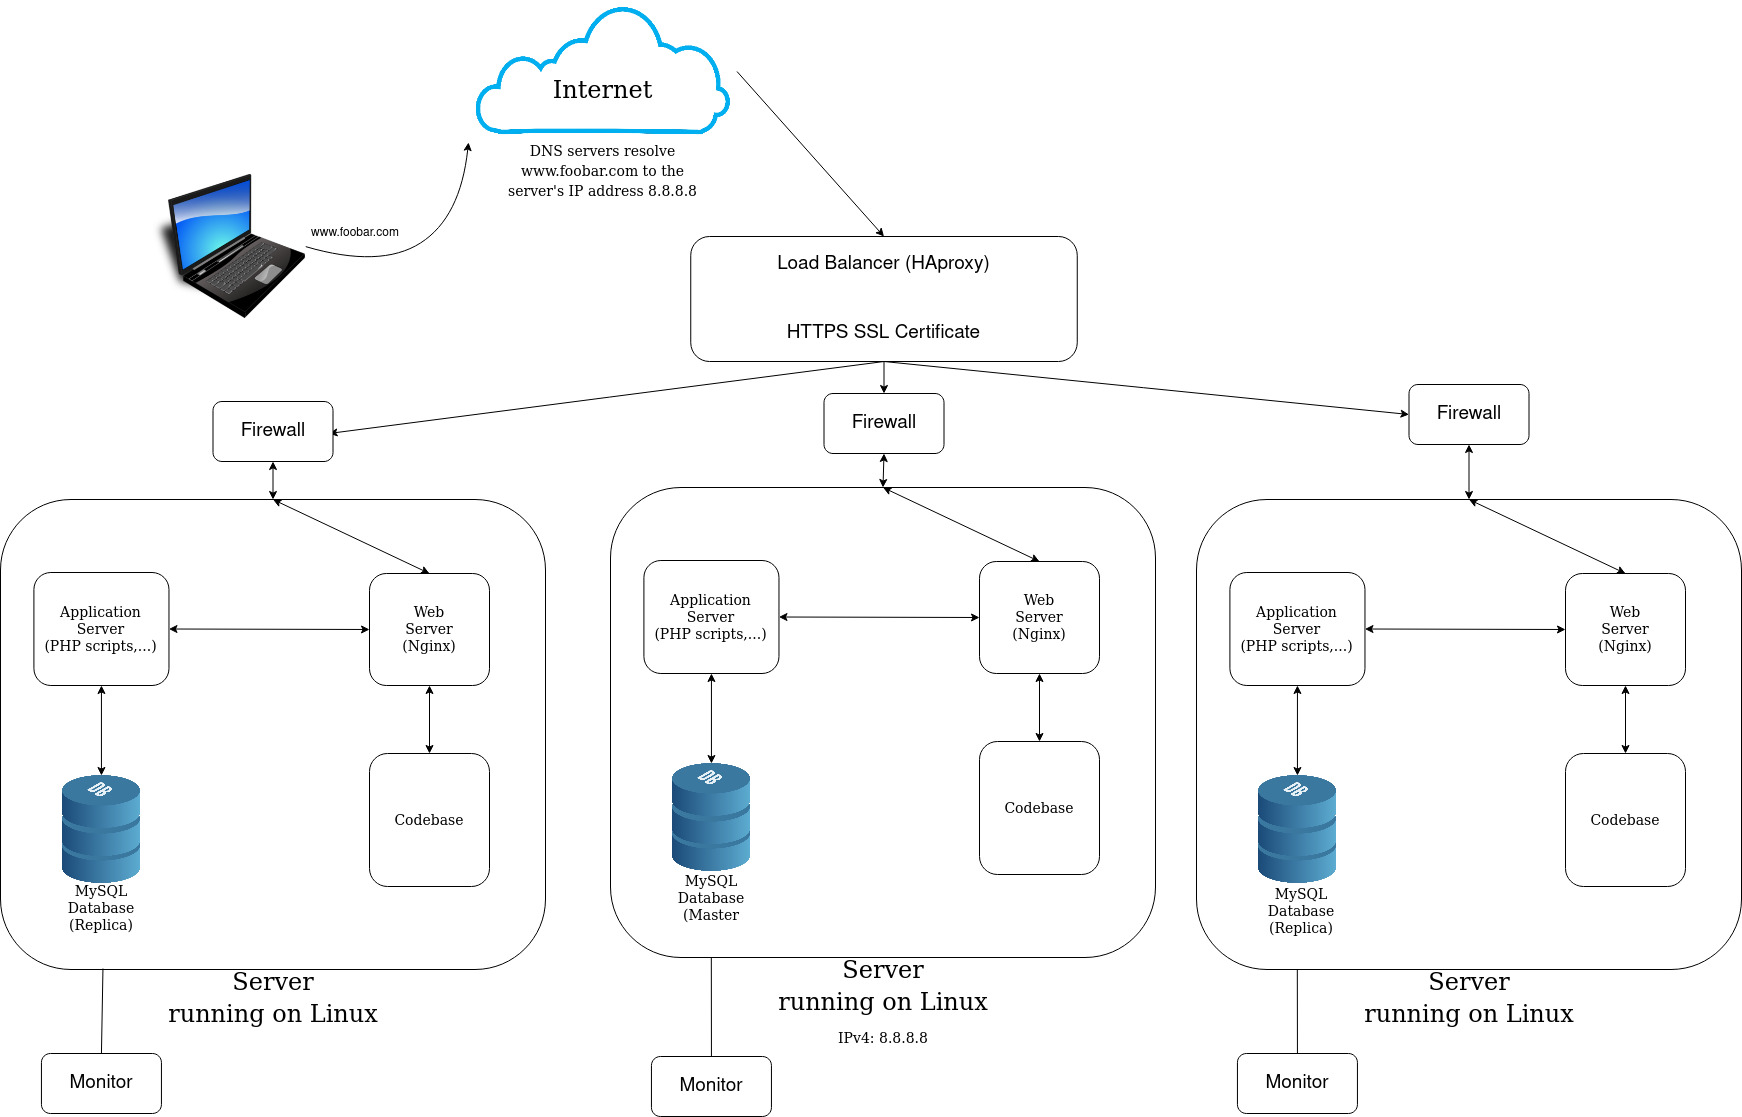 Internet
DNS servers resolve
www.foobar.com to the
server's IP address 8.8.8.8
www.foobar.com
Load Balancer (HAproxy)
HTTPS SSL Certificate
Firewall
Firewall
Firewall
Application
Server
(PHP scripts,...)
Web
Server
(Nginx)
DB
MySQL
Database
(Replica)
Codebase
Server
running on Linux
Monitor
Application
Server
(PHP scripts,...)
Web
Server
(Nginx)
DB
MySQL
Database
(Master
Codebase
Server
running on Linux
IPv4: 8.8.8.8
Monitor
Application
Server
(PHP scripts,...)
Web
Server
(Nginx)
DB
MySQL
Database
(Replica)
Codebase
Server
running on Linux
Monitor